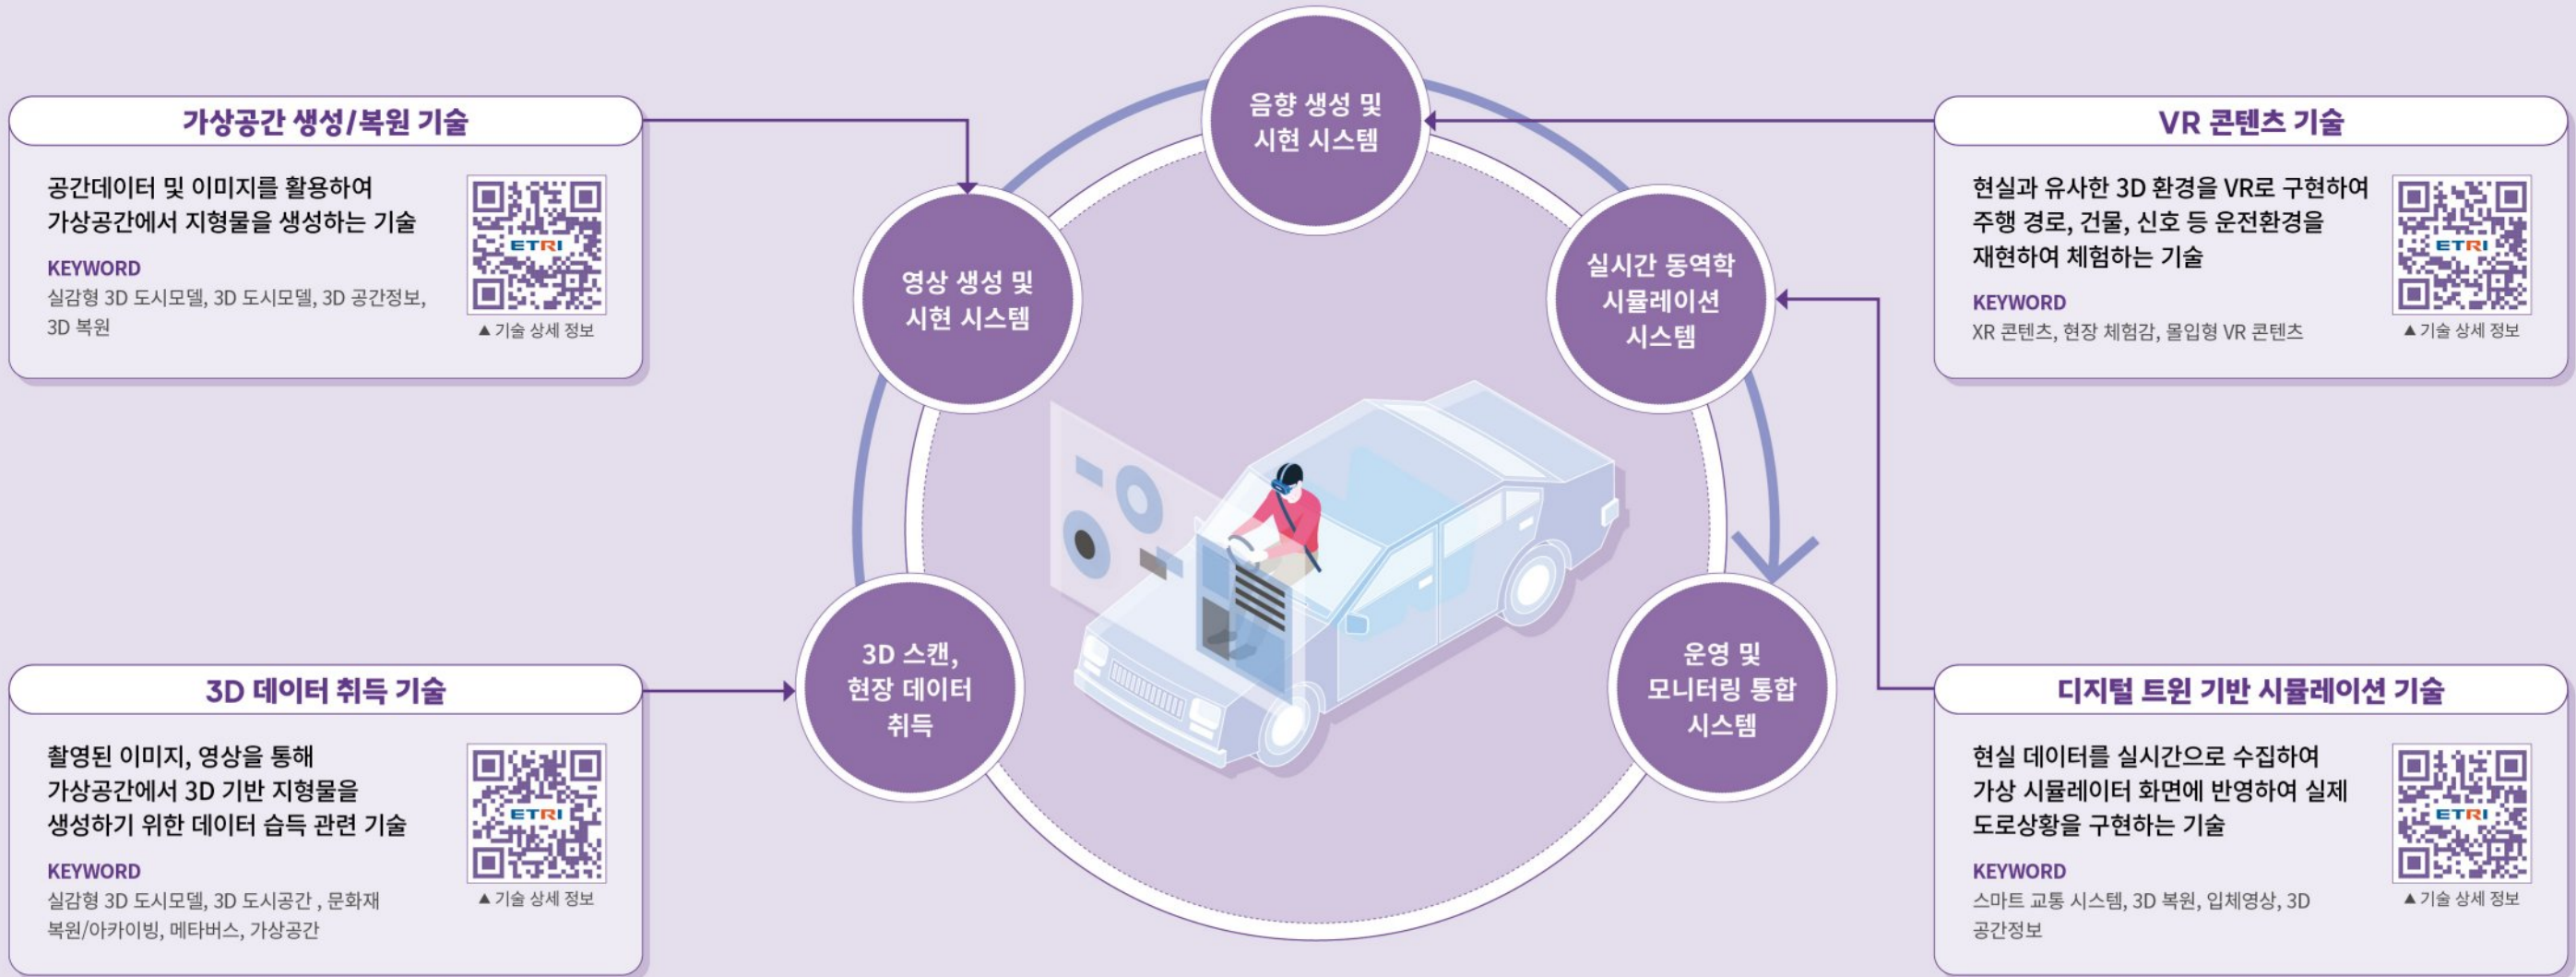 가상공간 생성/복원 기술
공간데이터 및 이미지를 활용하여
가상공간에서 지형물을 생성하는 기술
KEYWORD
실감형 3D 도시모델, 3D 도시모델, 3D 공간정보,
3D 복원
ETRI
▲ 기술 상세 정보
음향 생성 및
시현 시스템
영상 생성 및
시현 시스템
실시간 동역학
시뮬레이션
시스템
3D 스캔,
현장 데이터
취득
운영 및
모니터링 통합
시스템
VR 콘텐츠 기술
현실과 유사한 3D 환경을 VR로 구현하여
주행 경로, 건물, 신호 등 운전환경을
재현하여 체험하는 기술
KEYWORD
XR 콘텐츠, 현장 체험감, 몰입형 VR 콘텐츠
ETRI
▲ 기술 상세 정보
3D 데이터 취득 기술
촬영된 이미지, 영상을 통해
가상공간에서 3D 기반 지형물을
생성하기 위한 데이터 습득 관련 기술
KEYWORD
실감형 3D 도시모델, 3D 도시공간 , 문화재
복원/아카이빙, 메타버스, 가상공간
ETRI
▲ 기술 상세 정보
디지털 트윈 기반 시뮬레이션 기술
현실 데이터를 실시간으로 수집하여
가상 시뮬레이터 화면에 반영하여 실제
도로상황을 구현하는 기술
KEYWORD
스마트 교통 시스템, 3D 복원, 입체영상, 3D
공간정보
ETRI
▲ 기술 상세 정보